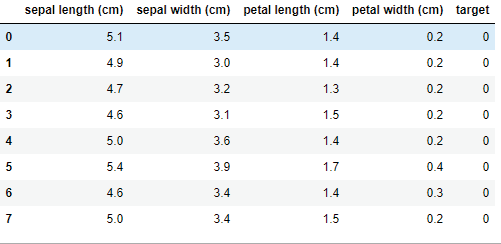 sepal length (cm) sepal width (cm) petal length (cm) petal width (cm) target
0 5.1 3.5 1.4 0.2 0
1 4.9 3.0 1.4 0.2 0
2 4.7 3.2 1.3 0.2 0
3 4.6 3.1 1.5 0.2 0
4 5.0 3.6 1.4 0.2 0
5 5.4 3.9 1.7 0.4 0
6 4.6 3.4 1.4 0.3 0
7 5.0 3.4 1.5 0.2 0